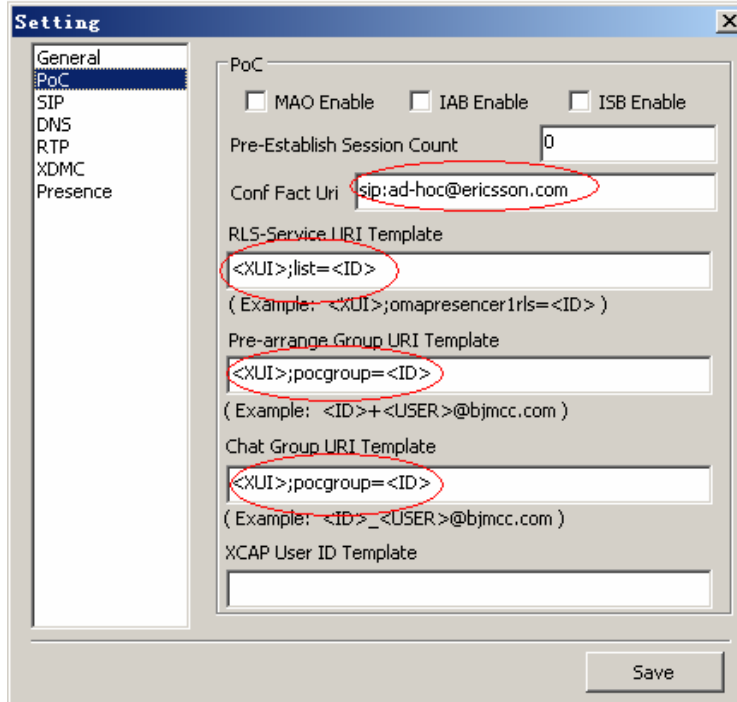 Setting
General
PoC
SIP
DNS
RTP
XDMC
Presence
PoC
MAO Enable IAB Enable ISB Enable
Pre-Establish Session Count 0
Conf Fact Uri sip:ad-hoc@ericsson.com
RLS-Service URI Template
<XUI>;list=<ID>
( Example: <XUI>;omapresencer1rls=<ID> )
Pre-arrange Group URI Template
<XUI>;pocgroup=<ID>
( Example: <ID>+<USER>@bjmcc.com )
Chat Group URI Template
<XUI>;pocgroup=<ID>
( Example: <ID>_<USER>@bjmcc.com )
XCAP User ID Template
Save